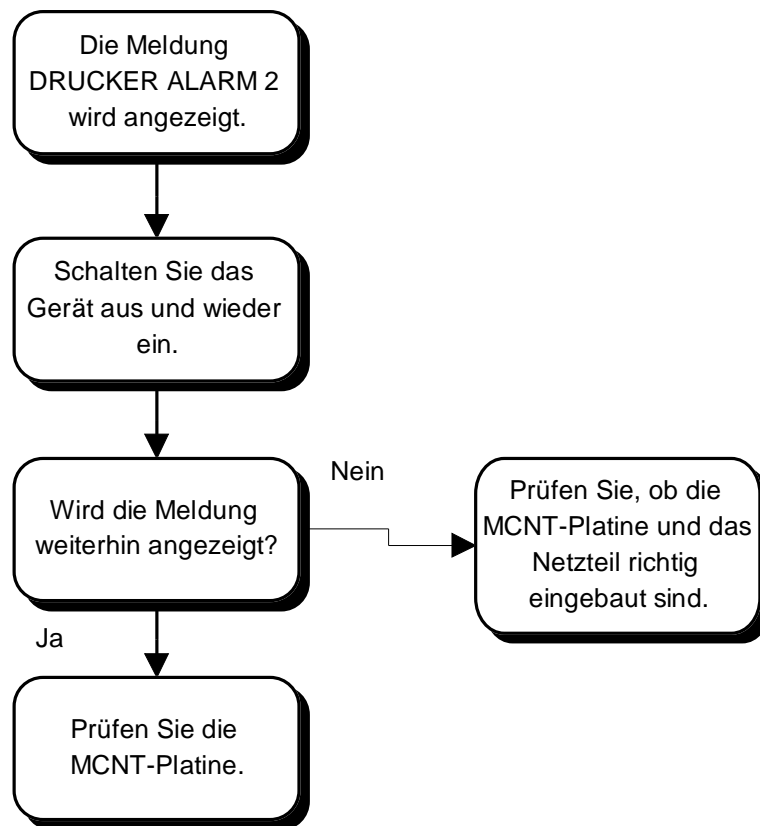 Die Meldung
DRUCKER ALARM 2
wird angezeigt.
Schalten Sie das
Gerät aus und wieder
ein.
Wird die Meldung
weiterhin angezeigt?
Nein
Prüfen Sie, ob die
MCNT-Platine und das
Netzteil richtig
eingebaut sind.
Ja
Prüfen Sie die
MCNT-Platine.